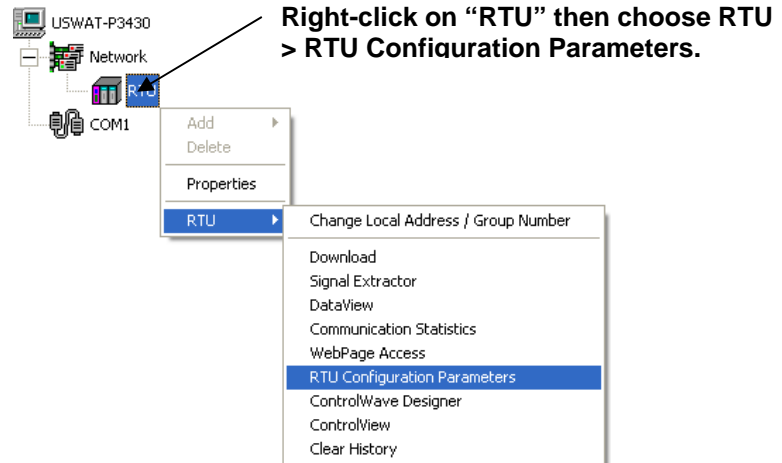 USWAT-P3430
Right-click on “RTU” then choose RTU
> RTU Configuration Parameters.
Network
RTU
COM1
Add
Delete
Properties
RTU
Change Local Address / Group Number
Download
Signal Extractor
DataView
Communication Statistics
WebPage Access
RTU Configuration Parameters
ControlWave Designer
ControlView
Clear History